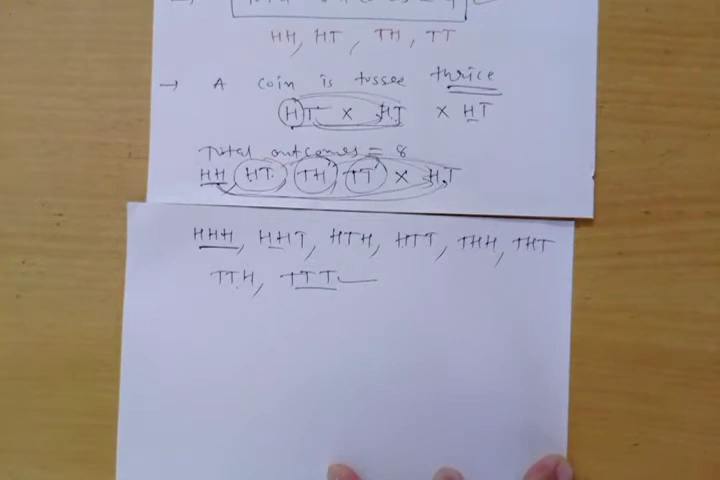 HH, HT, TH, TT
→ A coin is tossee thrice
HT × HT × HT
Total outcomes = 8
HH HT TH TT × HT
HHH, HHT, HTH, HTT, THH, THT
TTH, TTT